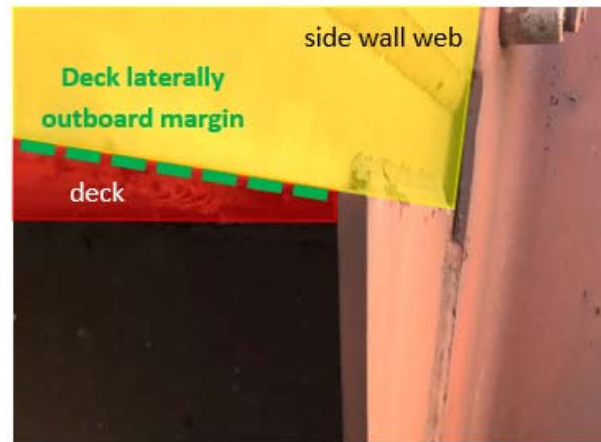 side wall web
Deck laterally
outboard margin
deck